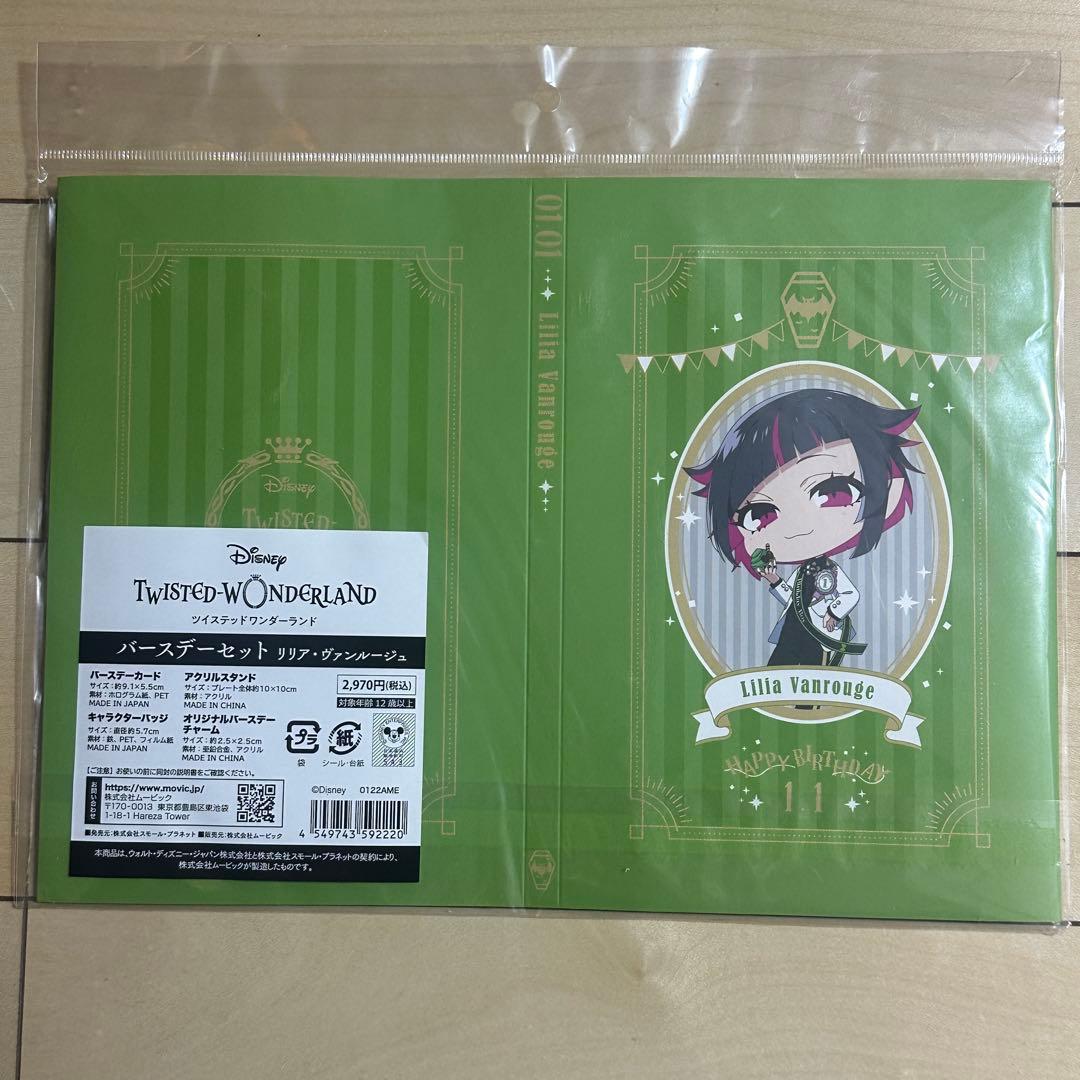 DISNEY
TWISTED-
01.01 Lilia Vanrouge
Lilia Vanrouge
HAPPY BIRTHDAY
1.1
Disney
TWISTED-WONDERLAND
ツイステッドワンダーランド
バースデーセット リリア・ヴァンルージュ
バースデーカード
サイズ:約9.1×5.5cm
素材:ホログラム紙、PET
MADE IN JAPAN
アクリルスタンド
サイズ:プレート全体約10×10cm
素材:アクリル
MADE IN CHINA
2,970円(税込)
対象年齢12歳以上
キャラクターバッジ
サイズ:直径約5.7cm
素材:鉄、PET、フィルム紙
MADE IN JAPAN
オリジナルバースデー
チャーム
サイズ:約2.5×2.5cm
素材:亜鉛合金、アクリル
MADE IN CHINA
プラ
袋
紙
シール・台紙
【ご注意】お使いの前に同封の説明書をご確認ください。
お問い合わせ
https://www.movic.jp/
株式会社ムービック
〒170-0013 東京都豊島区東池袋
1-18-1 Hareza Tower
©Disney 0122AME
4 549743 592220
■発売元:株式会社スモール・プラネット ■販売元:株式会社ムービック
本商品は、ウォルト・ディズニー・ジャパン株式会社と株式会社スモール・プラネットの契約により、
株式会社ムービックが製造したものです。